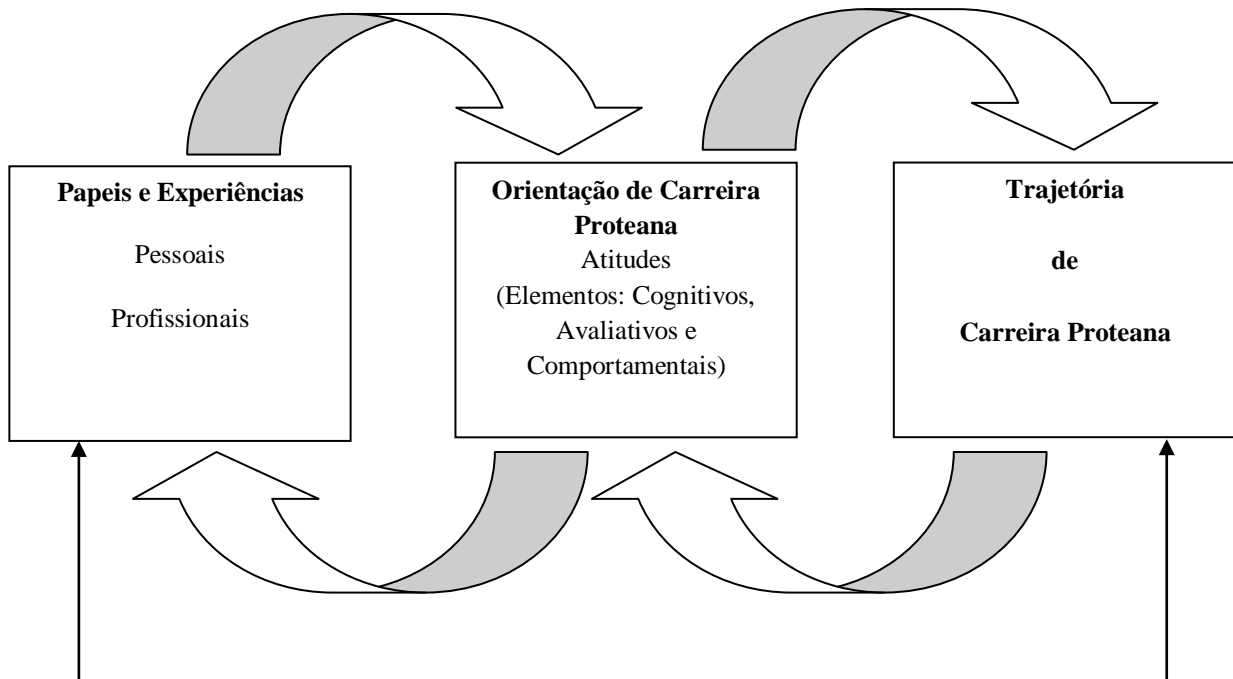 Papeis e Experiências
Pessoais
Profissionais
Orientação de Carreira
Proteana
Atitudes
(Elementos: Cognitivos,
Avaliativos e
Comportamentais)
Trajetória
de
Carreira Proteana